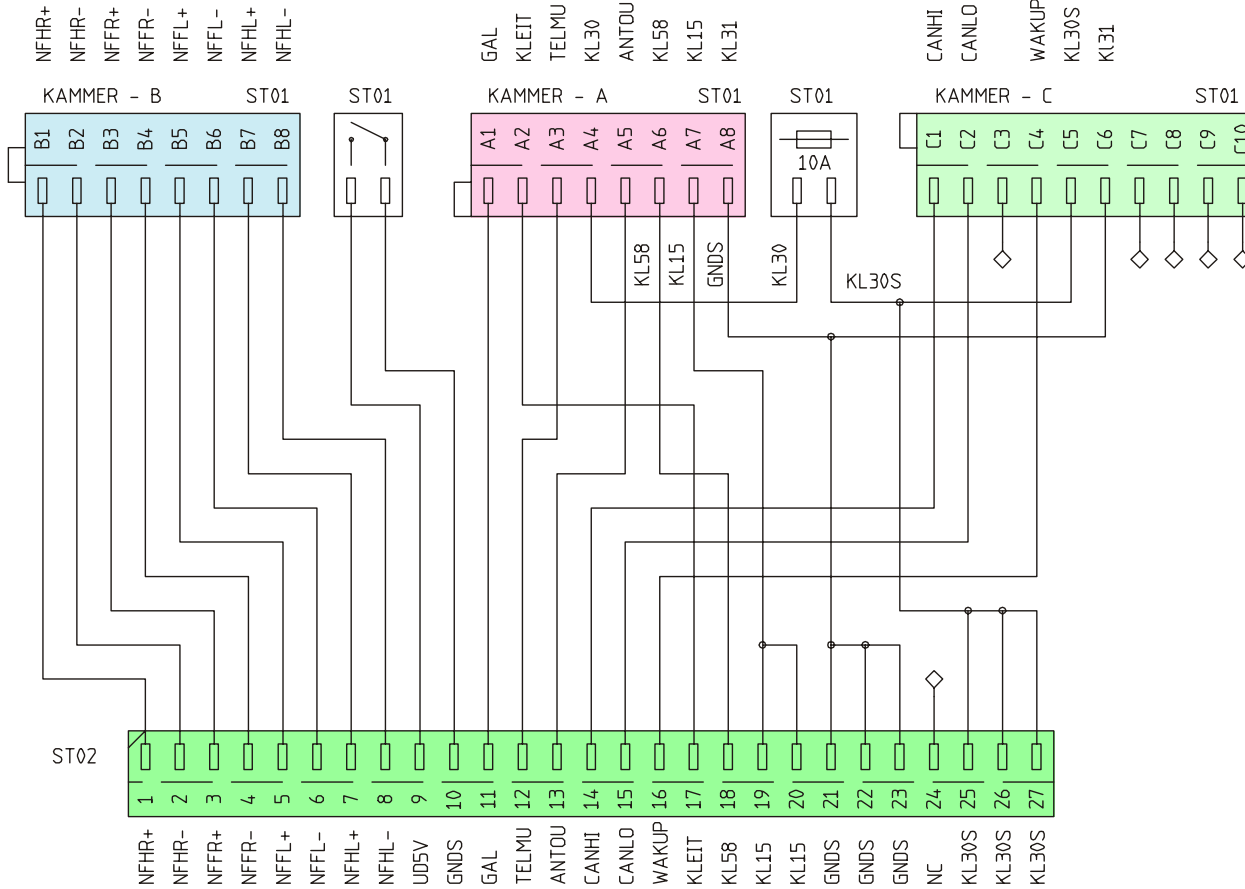 NFHR+
NFHR-
NFFR+
NFFR-
NFFL+
NFFL-
NFHL+
NFHL-
GAL
KLEIT
TELMU
KL30
ANTOU
KL58
KL15
KL31
CANHI
CANLO
WAKUP
KL30S
Kl31
KAMMER - B
ST01
ST01
KAMMER - A
ST01
ST01
KAMMER - C
ST01
B1
B2
B3
B4
B5
B6
B7
B8
A1
A2
A3
A4
A5
A6
A7
A8
10A
C1
C2
C3
C4
C5
C6
C7
C8
C9
C10
KL58
KL15
GNDS
KL30
KL30S
ST02
1
2
3
4
5
6
7
8
9
10
11
12
13
14
15
16
17
18
19
20
21
22
23
24
25
26
27
NFHR+
NFHR-
NFFR+
NFFR-
NFFL+
NFFL-
NFHL+
NFHL-
UD5V
GNDS
GAL
TELMU
ANTOU
CANHI
CANLO
WAKUP
KLEIT
KL58
KL15
KL15
GNDS
GNDS
GNDS
NC
KL30S
KL30S
KL30S